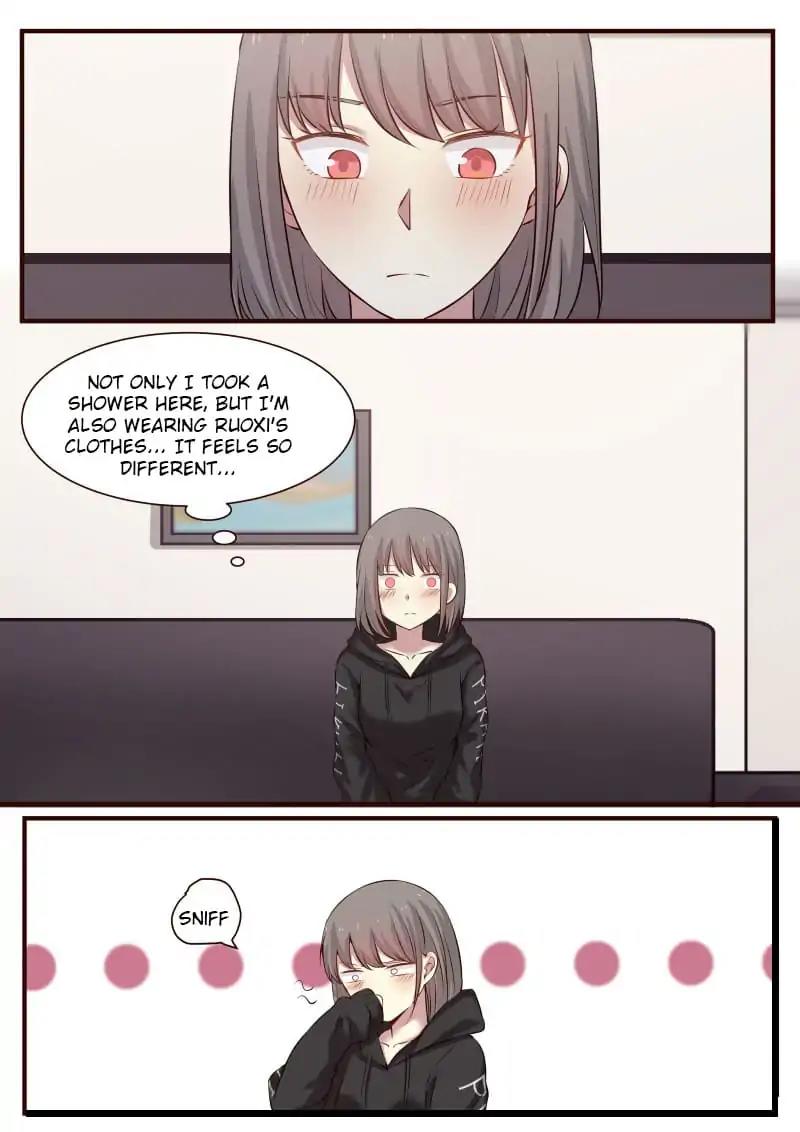 NOT ONLY I TOOK A
SHOWER HERE, BUT I'M
ALSO WEARING RUOXI'S
CLOTHES... IT FEELS SO
DIFFERENT...
SNIFF